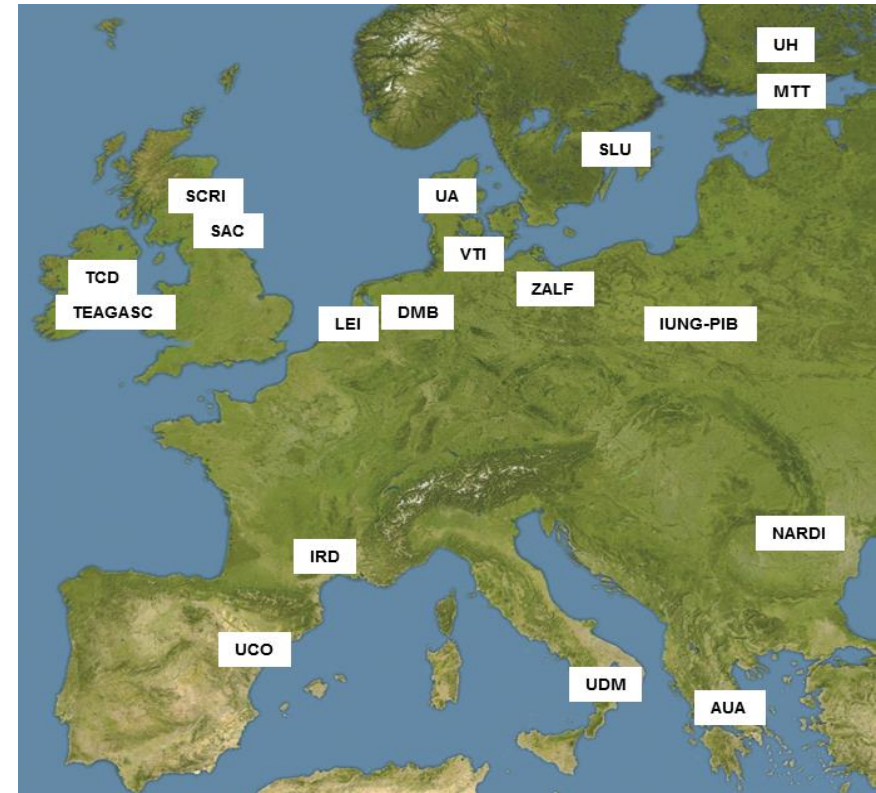 UH
MTT
SLU
SCRI
UA
SAC
VTI
TCD
ZALF
TEAGASC
DMB
LEI
IUNG-PIB
NARDI
IRD
UCO
UDM
AUA